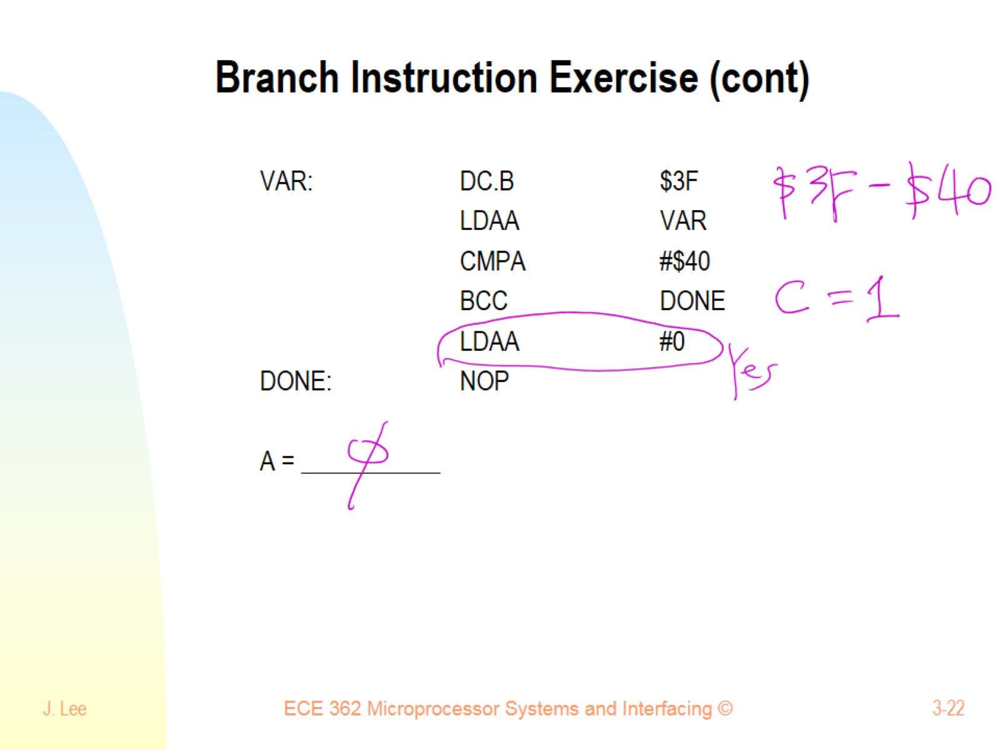 Branch Instruction Exercise (cont)
VAR: DC.B $3F $3F - $40
LDAA VAR
CMPA #$40
BCC DONE C = 1
LDAA #0 Yes
DONE: NOP
A = ϕ
J. Lee ECE 362 Microprocessor Systems and Interfacing © 3-22